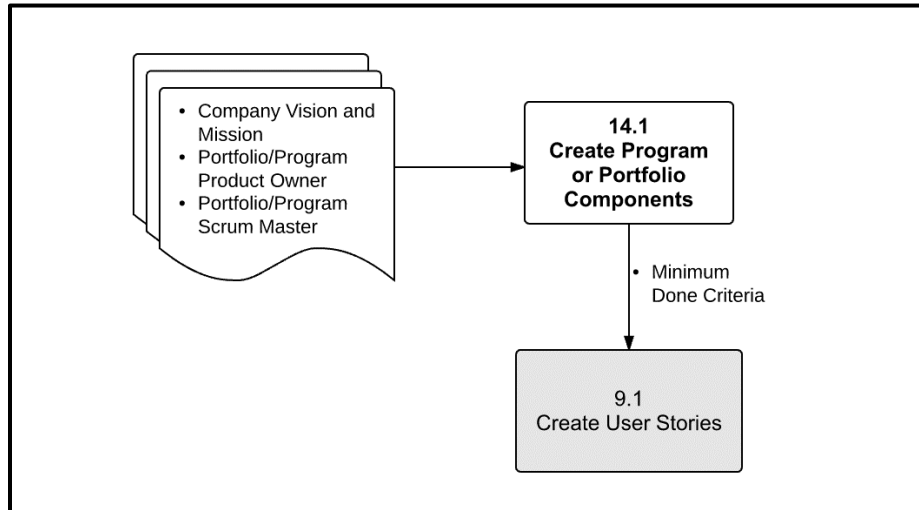 • Company Vision and
Mission
• Portfolio/Program
Product Owner
• Portfolio/Program
Scrum Master
14.1
Create Program
or Portfolio
Components
• Minimum
Done Criteria
9.1
Create User Stories